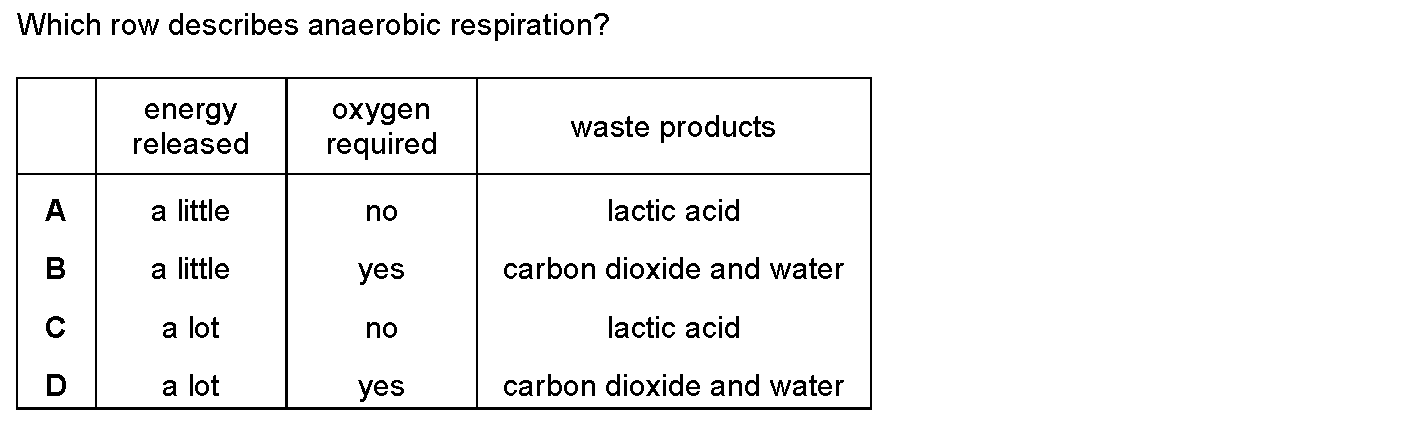 Which row describes anaerobic respiration?
energy released oxygen required waste products
A a little no lactic acid
B a little yes carbon dioxide and water
C a lot no lactic acid
D a lot yes carbon dioxide and water